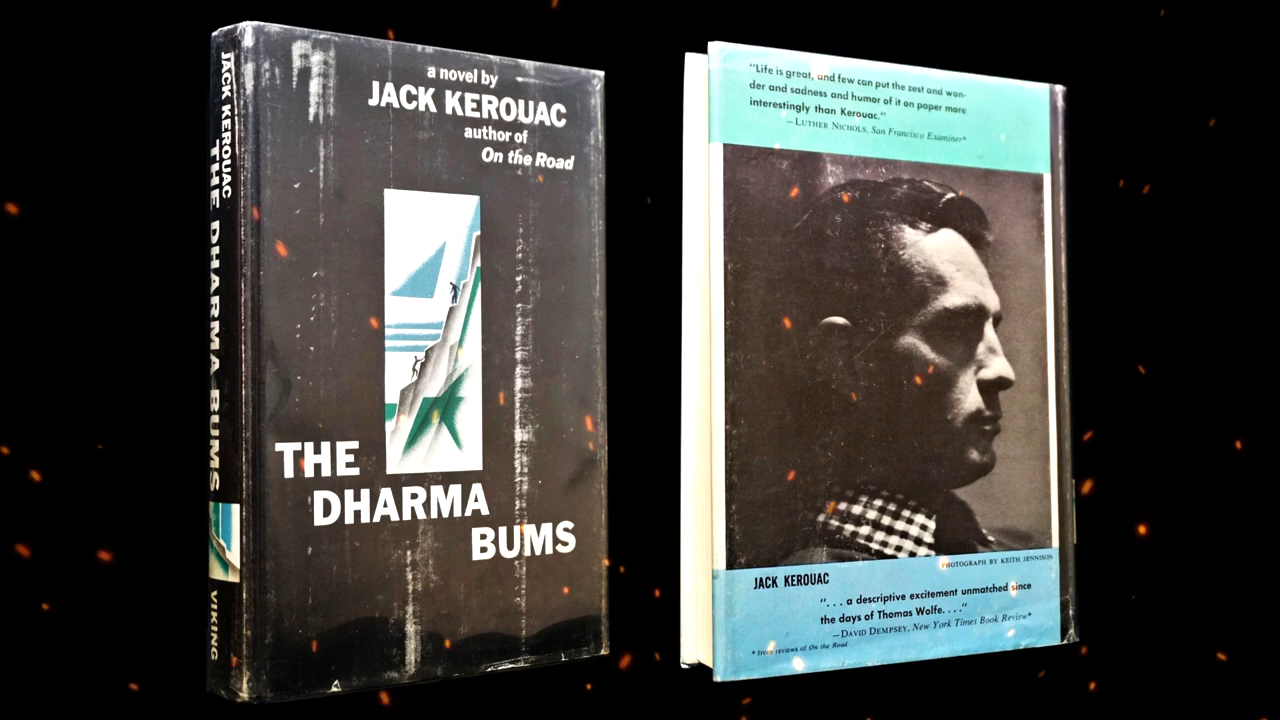 JACK KEROUAC
THE DHARMA BUMS
VIKING
a novel by
JACK KEROUAC
author of
On the Road
THE
DHARMA
BUMS
"Life is great, and few can put the zest and won-
der and sadness and humor of it on paper more
interestingly than Kerouac."
—LUTHER NICHOLS, San Francisco Examiner*
PHOTOGRAPH BY KEITH JENNISON
JACK KEROUAC
". . . a descriptive excitement unmatched since
the days of Thomas Wolfe. . . ."
—DAVID DEMPSEY, New York Times Book Review*
* from reviews of On the Road